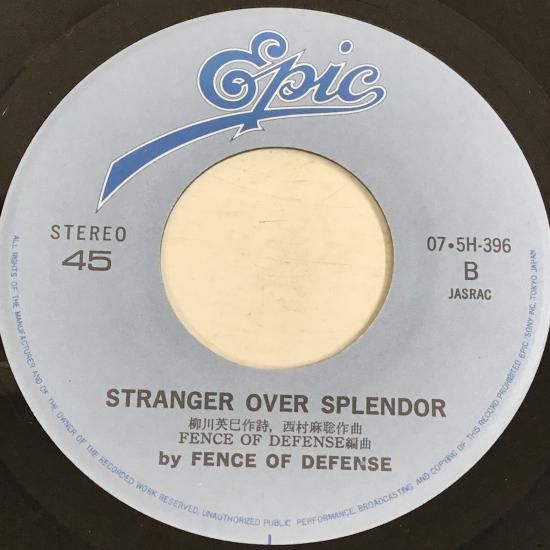 Epic
STEREO
45
07•5H-396
B
JASRAC
STRANGER OVER SPLENDOR
柳川英巳作詩, 西村麻聡作曲
FENCE OF DEFENSE編曲
by FENCE OF DEFENSE
ALL RIGHTS OF THE MANUFACTURER AND OF THE OWNER OF THE RECORDED WORK RESERVED, UNAUTHORIZED PUBLIC PERFORMANCE, BROADCASTING AND COPYING OF THIS RECORD PROHIBITED EPIC/SONY INC. TOKYO JAPAN